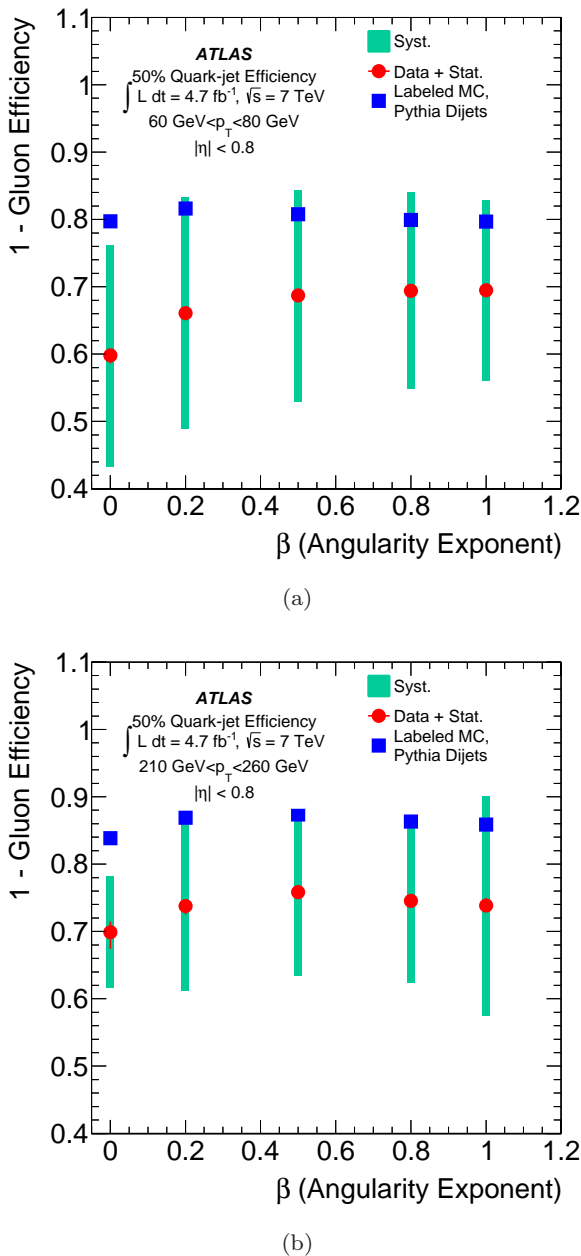 1.1
1
0.9
0.8
0.7
0.6
0.5
0.4
1 - Gluon Efficiency
ATLAS
50% Quark-jet Efficiency
∫ L dt = 4.7 fb⁻¹, √s = 7 TeV
60 GeV<p_T<80 GeV
|η| < 0.8
Syst.
Data + Stat.
Labeled MC,
Pythia Dijets
0 0.2 0.4 0.6 0.8 1 1.2
β (Angularity Exponent)
(a)
1.1
1
0.9
0.8
0.7
0.6
0.5
0.4
1 - Gluon Efficiency
ATLAS
50% Quark-jet Efficiency
∫ L dt = 4.7 fb⁻¹, √s = 7 TeV
210 GeV<p_T<260 GeV
|η| < 0.8
Syst.
Data + Stat.
Labeled MC,
Pythia Dijets
0 0.2 0.4 0.6 0.8 1 1.2
β (Angularity Exponent)
(b)